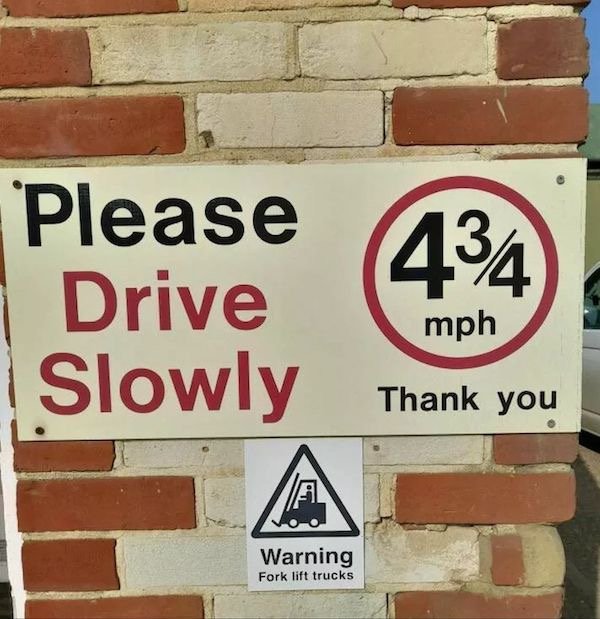 Please
Drive
Slowly
4¾
mph
Thank you
Warning
Fork lift trucks